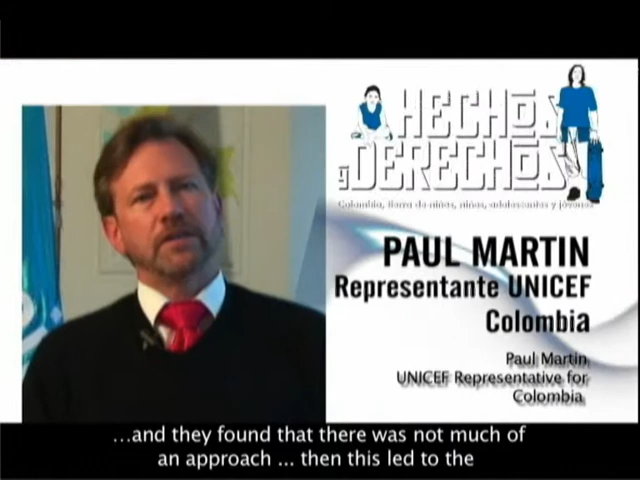 HECHOS
y DERECHOS
Colombia, tierra de niñas, niños, adolescentes y jóvenes
PAUL MARTIN
Representante UNICEF
Colombia
Paul Martin
UNICEF Representative for
Colombia
...and they found that there was not much of
an approach ... then this led to the